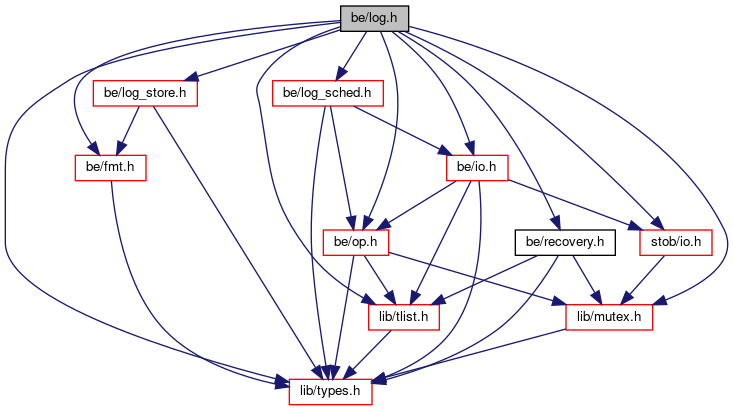 be/log.h
be/log_store.h
be/log_sched.h
be/fmt.h
be/io.h
be/op.h
be/recovery.h
stob/io.h
lib/tlist.h
lib/mutex.h
lib/types.h